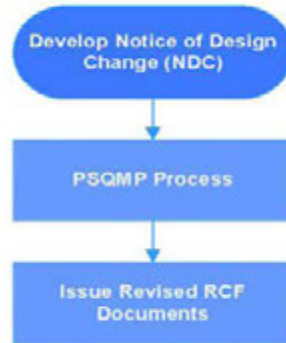 Develop Notice of Design
Change (NDC)
PSQMP Process
Issue Revised RCF
Documents